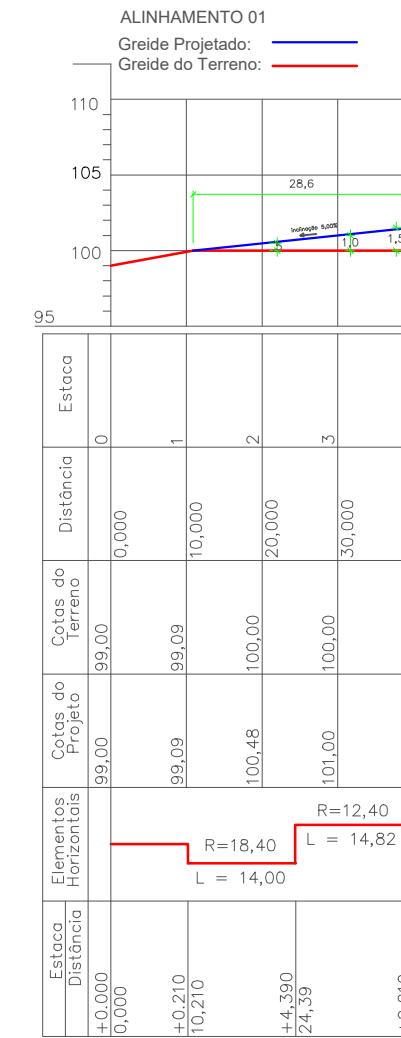 ALINHAMENTO 01
Greide Projetado:
Greide do Terreno:
110
105
100
95
28,6
inclinação 5,00%
,5
1,0
1,5
Estaca
0
1
2
3
Distância
0,000
10,000
20,000
30,000
Cotas do
Terreno
99,00
99,09
100,00
100,00
Cotas do
Projeto
99,00
99,09
100,48
101,00
Elementos
Horizontais
R=18,40
L = 14,00
R=12,40
L = 14,82
Estaca
Distância
+0.000
0,000
+0.210
10,210
+4,390
24,39